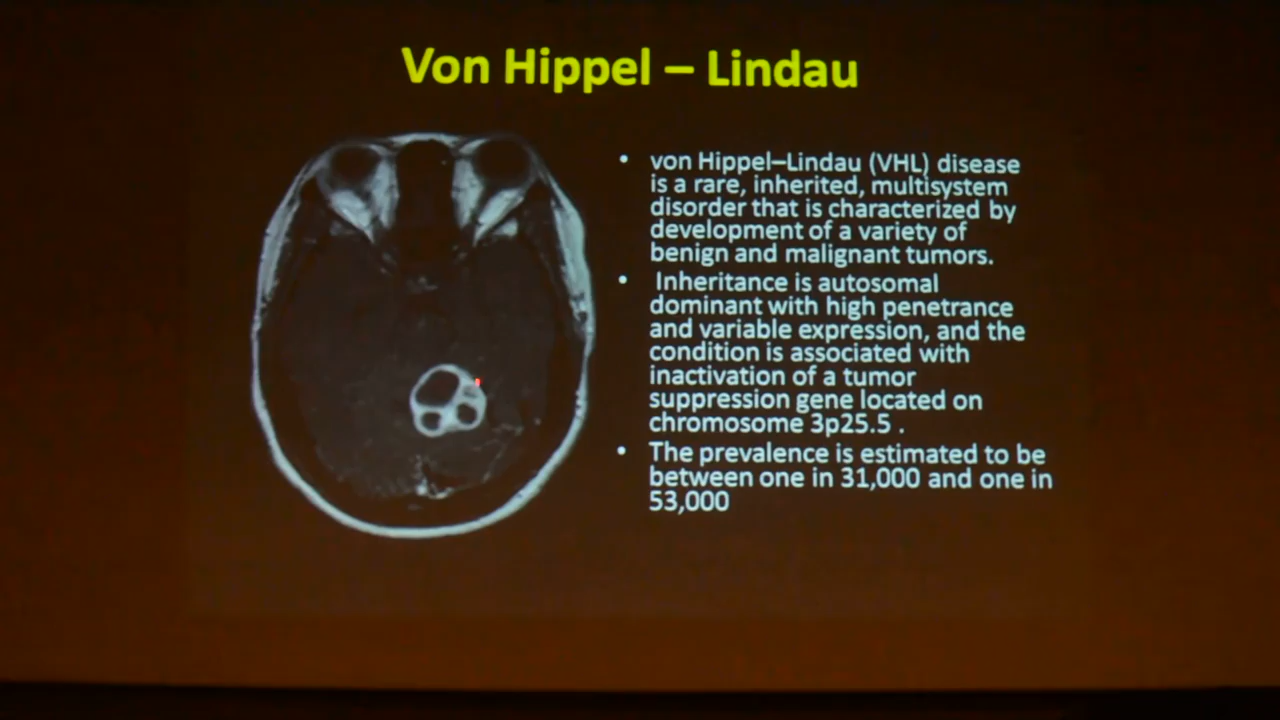 Von Hippel – Lindau
• von Hippel–Lindau (VHL) disease
is a rare, inherited, multisystem
disorder that is characterized by
development of a variety of
benign and malignant tumors.
• Inheritance is autosomal
dominant with high penetrance
and variable expression, and the
condition is associated with
inactivation of a tumor
suppression gene located on
chromosome 3p25.5 .
• The prevalence is estimated to be
between one in 31,000 and one in
53,000